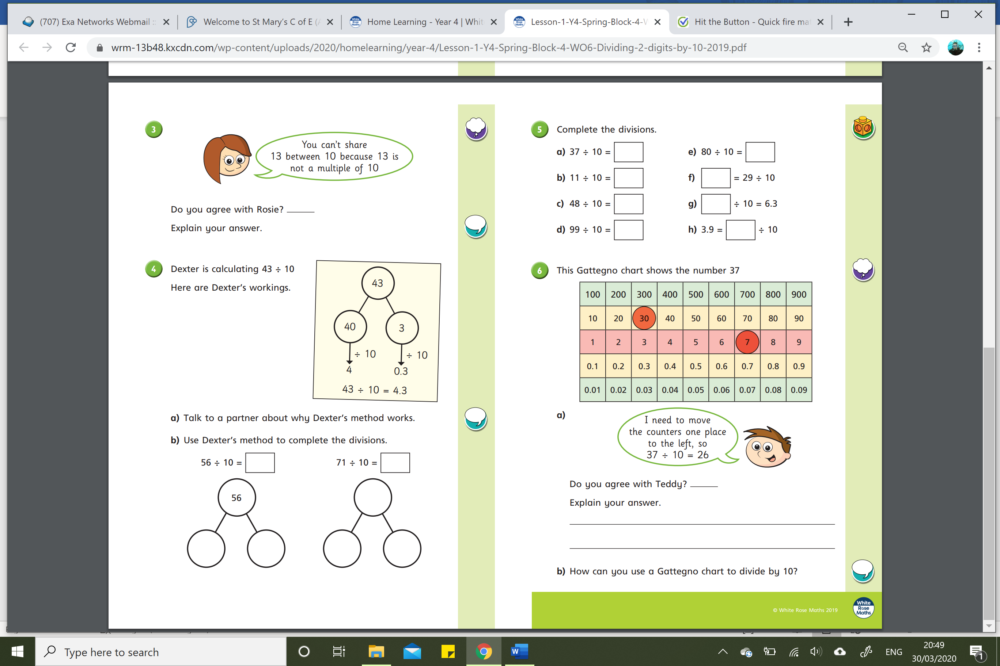 (707) Exa Networks Webmail ::
Welcome to St Mary's C of E (
Home Learning - Year 4 | Whit
Lesson-1-Y4-Spring-Block-4-W
Hit the Button - Quick fire ma
wrm-13b48.kxcdn.com/wp-content/uploads/2020/homelearning/year-4/Lesson-1-Y4-Spring-Block-4-WO6-Dividing-2-digits-by-10-2019.pdf
3
You can't share
13 between 10 because 13 is
not a multiple of 10
Do you agree with Rosie? ____
Explain your answer.
4 Dexter is calculating 43 ÷ 10
Here are Dexter's workings.
43
40 3
÷ 10 ÷ 10
4 0.3
43 ÷ 10 = 4.3
a) Talk to a partner about why Dexter's method works.
b) Use Dexter's method to complete the divisions.
56 ÷ 10 = 71 ÷ 10 =
56
5 Complete the divisions.
a) 37 ÷ 10 = e) 80 ÷ 10 =
b) 11 ÷ 10 = f) = 29 ÷ 10
c) 48 ÷ 10 = g) ÷ 10 = 6.3
d) 99 ÷ 10 = h) 3.9 = ÷ 10
6 This Gattegno chart shows the number 37
100 200 300 400 500 600 700 800 900
10 20 30 40 50 60 70 80 90
1 2 3 4 5 6 7 8 9
0.1 0.2 0.3 0.4 0.5 0.6 0.7 0.8 0.9
0.01 0.02 0.03 0.04 0.05 0.06 0.07 0.08 0.09
a)
I need to move
the counters one place
to the left, so
37 ÷ 10 = 26
Do you agree with Teddy? ____
Explain your answer.
b) How can you use a Gattegno chart to divide by 10?
© White Rose Maths 2019
White
Rose
Maths
Type here to search
W
ENG
20:49
30/03/2020
1